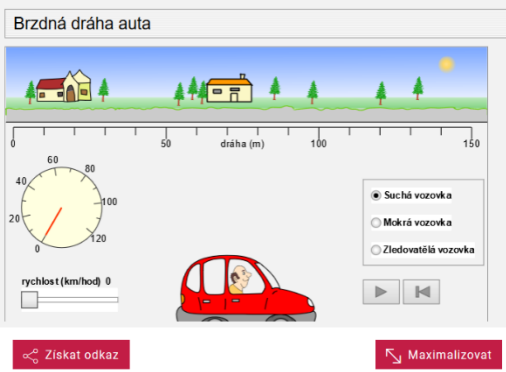 Brzdná dráha auta
0 50 dráha (m) 100 150
60
40 80
20 100
0 120
rychlost (km/hod) 0
Suchá vozovka
Mokrá vozovka
Zledovatělá vozovka
Získat odkaz
Maximalizovat